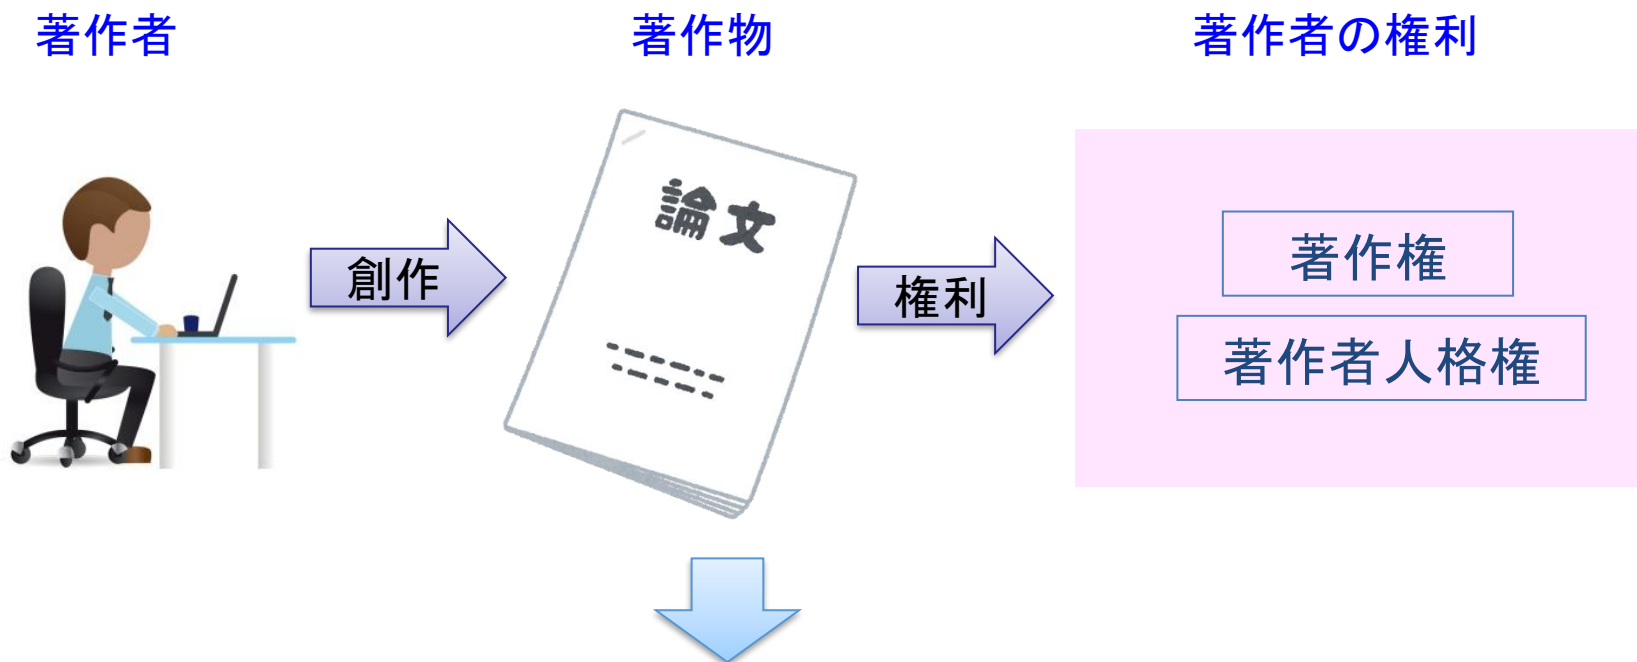 著作者
著作物
著作者の権利
論文
創作
権利
著作権
著作者人格権